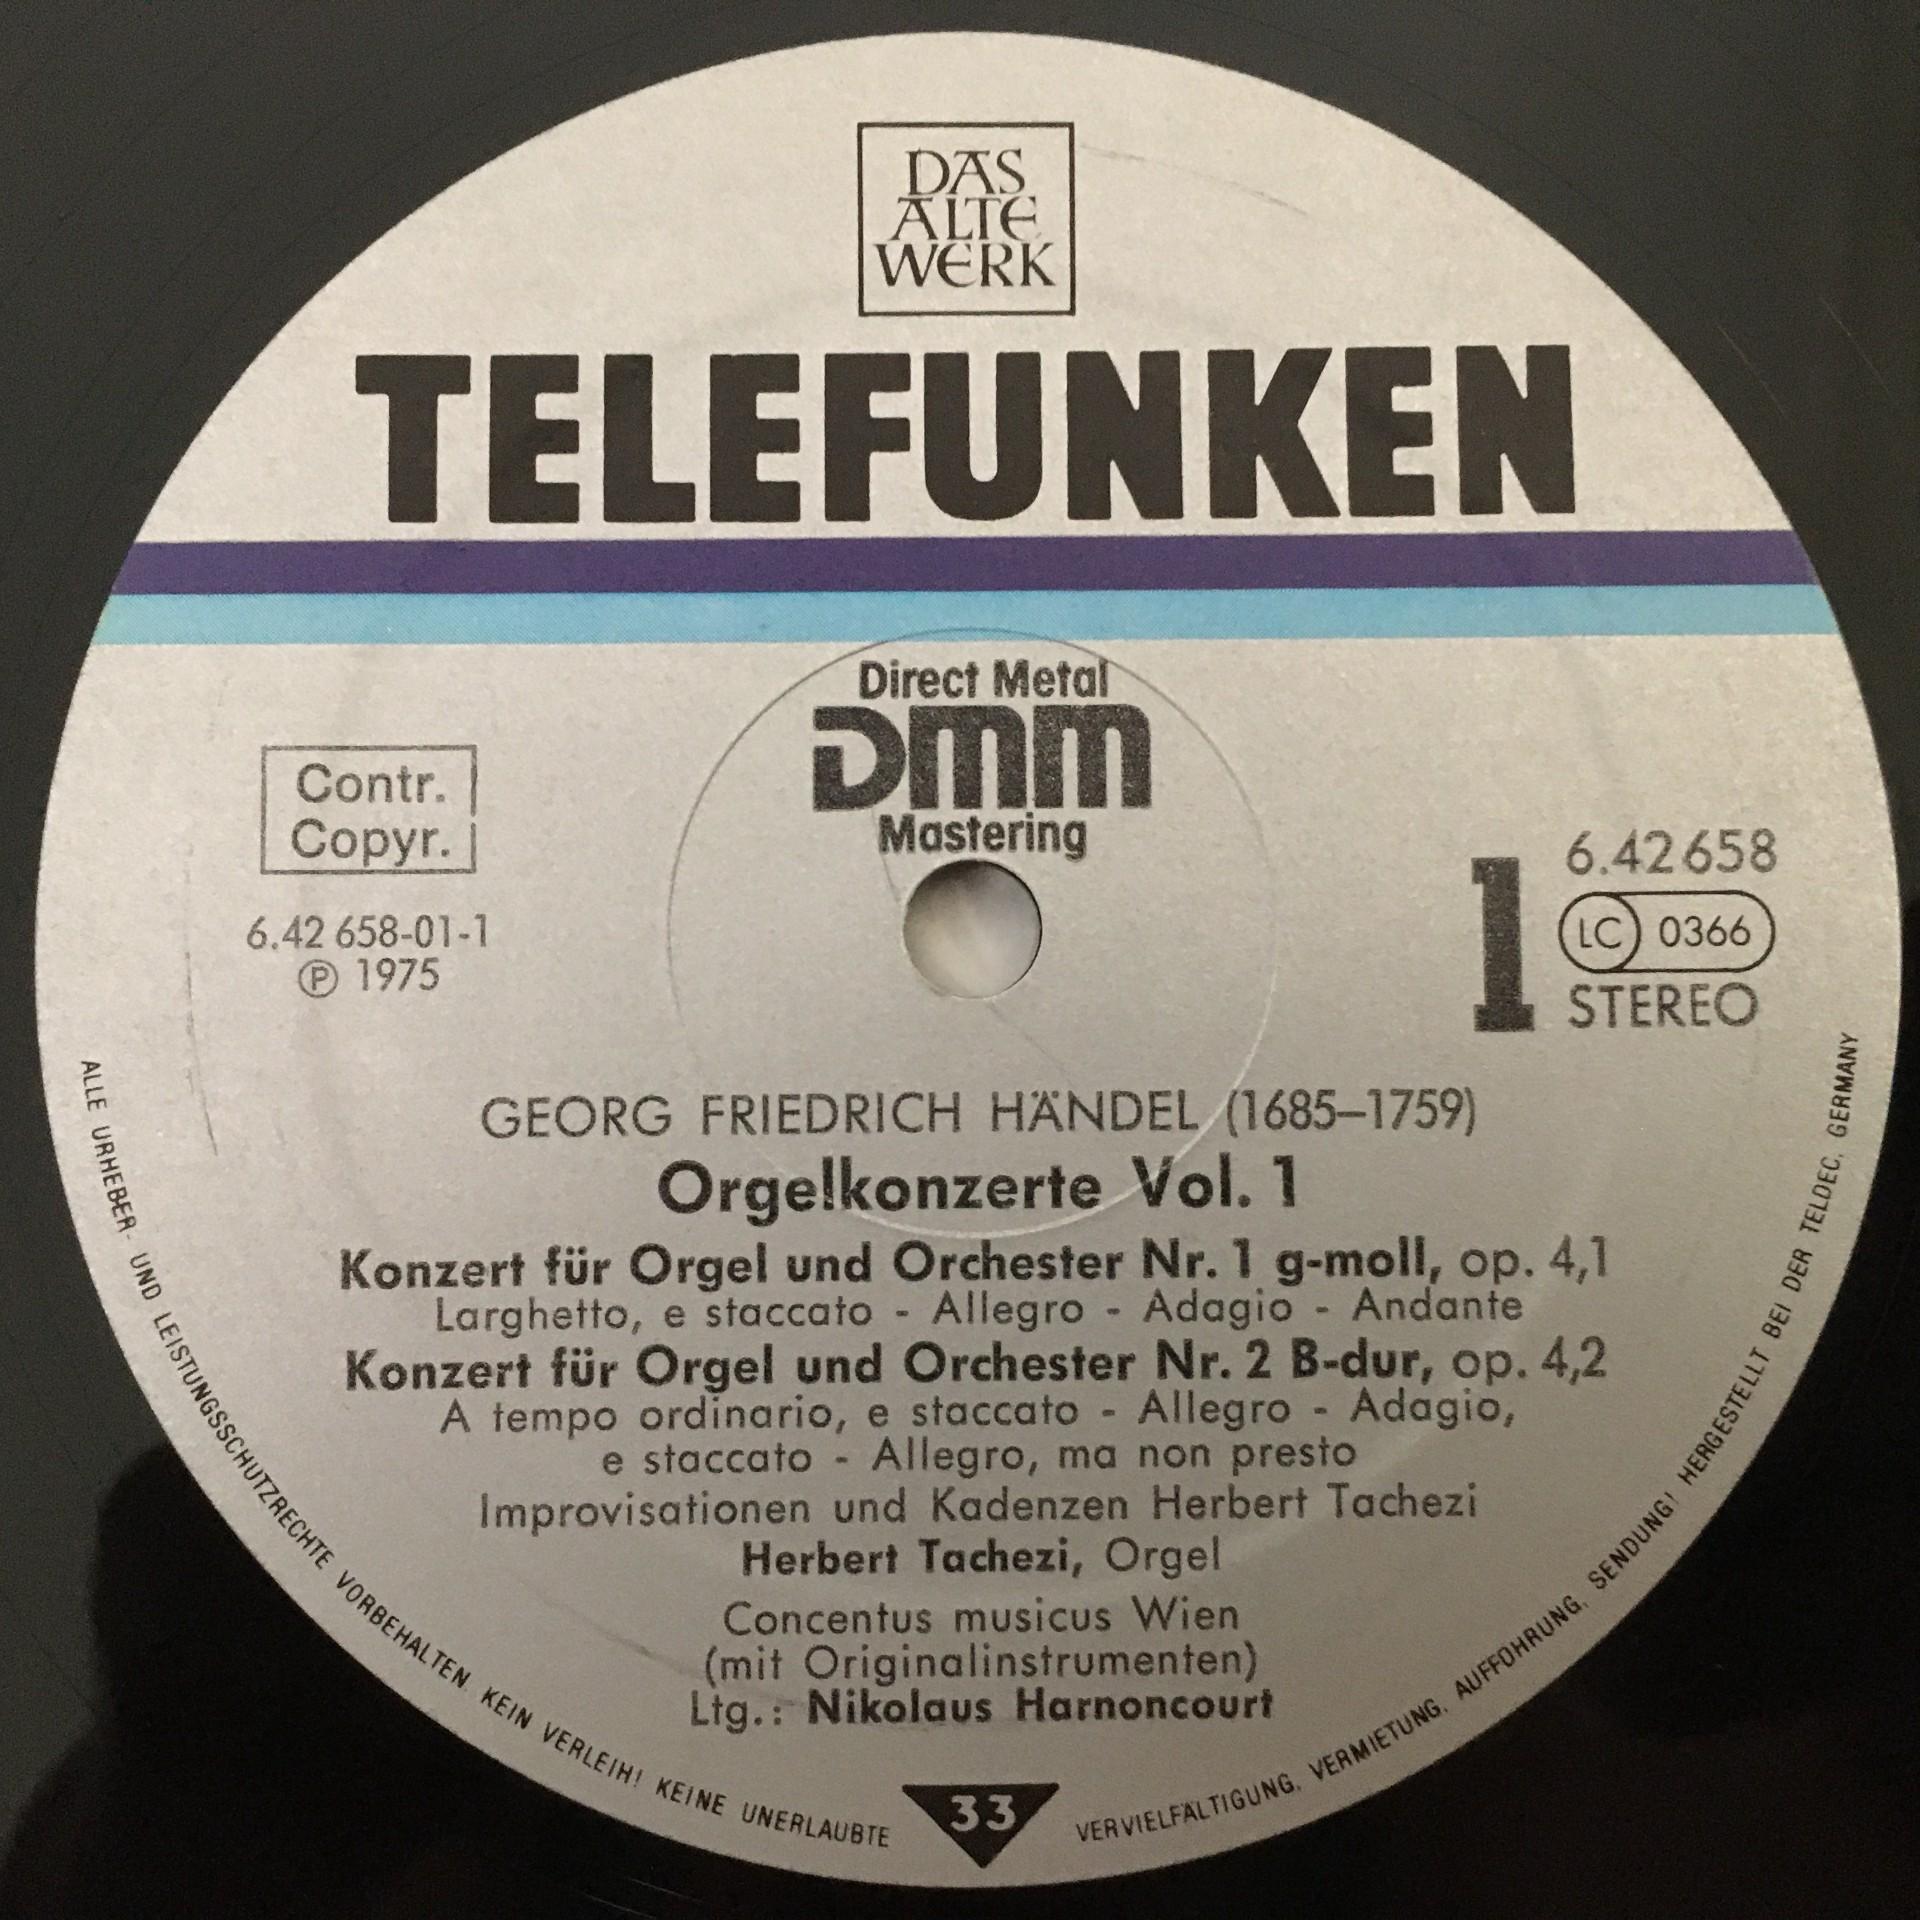 DAS
ALTE
WERK
TELEFUNKEN
Direct Metal
DMM
Mastering
Contr.
Copyr.
6.42 658-01-1
Ⓟ 1975
1
6.42658
LC 0366
STEREO
GEORG FRIEDRICH HÄNDEL (1685–1759)
Orgelkonzerte Vol. 1
Konzert für Orgel und Orchester Nr. 1 g-moll, op. 4,1
Larghetto, e staccato - Allegro - Adagio - Andante
Konzert für Orgel und Orchester Nr. 2 B-dur, op. 4,2
A tempo ordinario, e staccato - Allegro - Adagio,
e staccato - Allegro, ma non presto
Improvisationen und Kadenzen Herbert Tachezi
Herbert Tachezi, Orgel
Concentus musicus Wien
(mit Originalinstrumenten)
Ltg.: Nikolaus Harnoncourt
33
ALLE URHEBER- UND LEISTUNGSSCHUTZRECHTE VORBEHALTEN KEIN VERLEIH! KEINE UNERLAUBTE VERVIELFÄLTIGUNG, VERMIETUNG, AUFFÜHRUNG, SENDUNG! HERGESTELLT BEI DER TELDEC, GERMANY